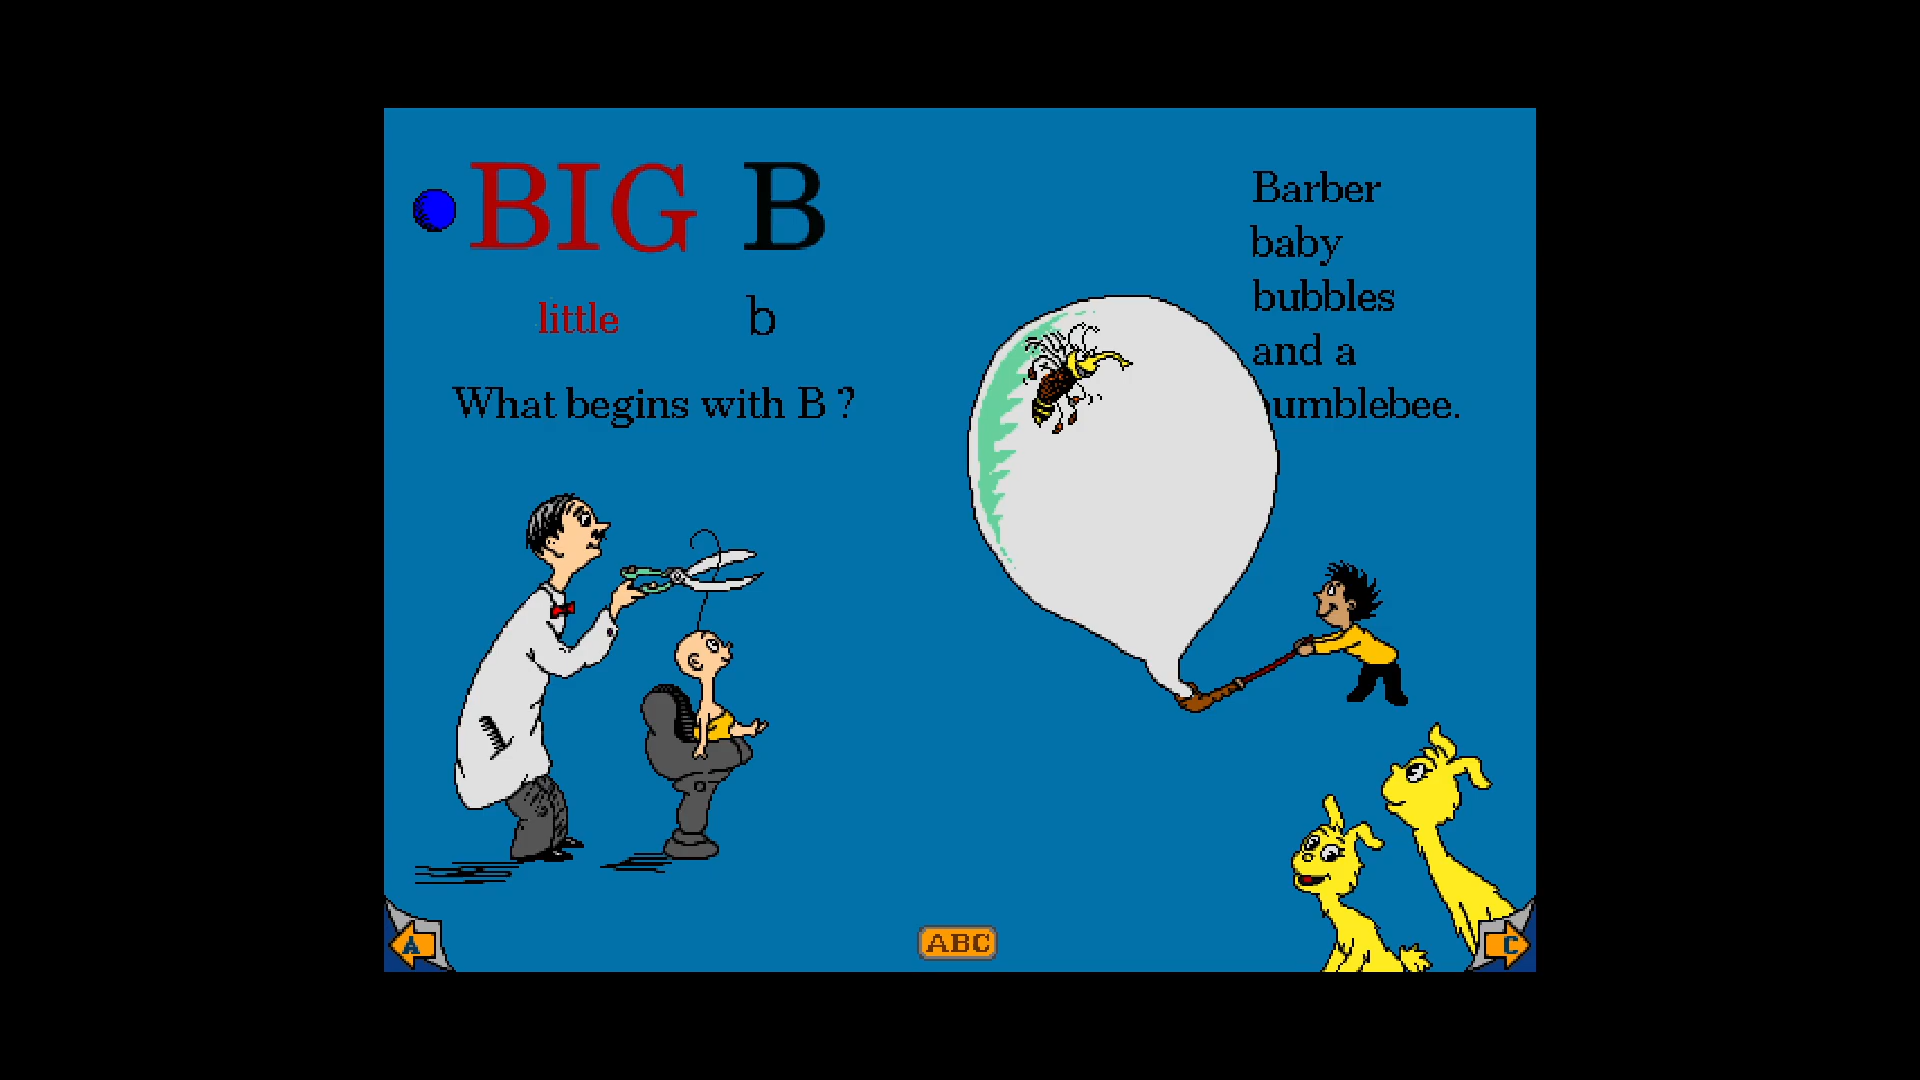 BIG B
little b
What begins with B ?
Barber
baby
bubbles
and a
umblebee.
A
ABC
C